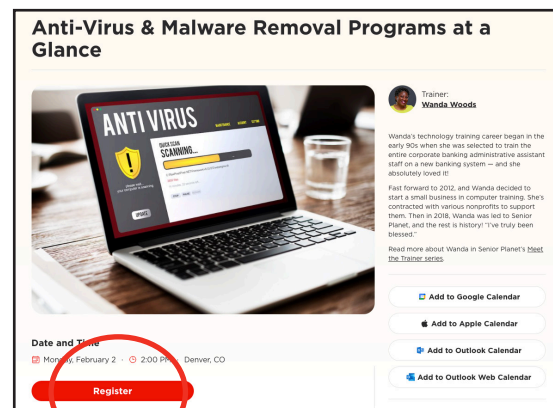 Anti-Virus & Malware Removal Programs at a
Glance
ANTI VIRUS
QUICK SCAN
SCANNING...
UPDATE
Trainer:
Wanda Woods
Wanda's technology training career began in the
early 90s when she was selected to train the
entire corporate banking administrative assistant
staff on a new banking system — and she
absolutely loved it!
Fast forward to 2012, and Wanda decided to
start a small business in computer training. She's
contracted with various nonprofits to support
them. Then in 2018, Wanda was led to Senior
Planet, and the rest is history! "I've truly been
blessed."
Read more about Wanda in Senior Planet's Meet
the Trainer series.
Add to Google Calendar
Add to Apple Calendar
Add to Outlook Calendar
Add to Outlook Web Calendar
Date and Time
Monday, February 2 · 2:00 PM Denver, CO
Register